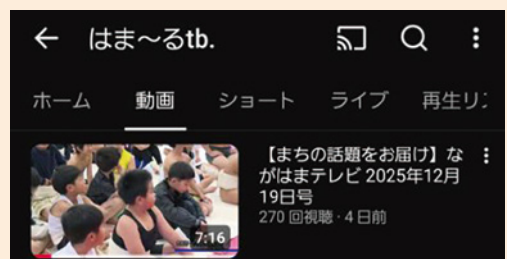 はま～るtb.
ホーム 動画 ショート ライブ 再生リ
【まちの話題をお届け】な
がはまテレビ 2025年12月
19日号
270 回視聴・4 日前
7:16